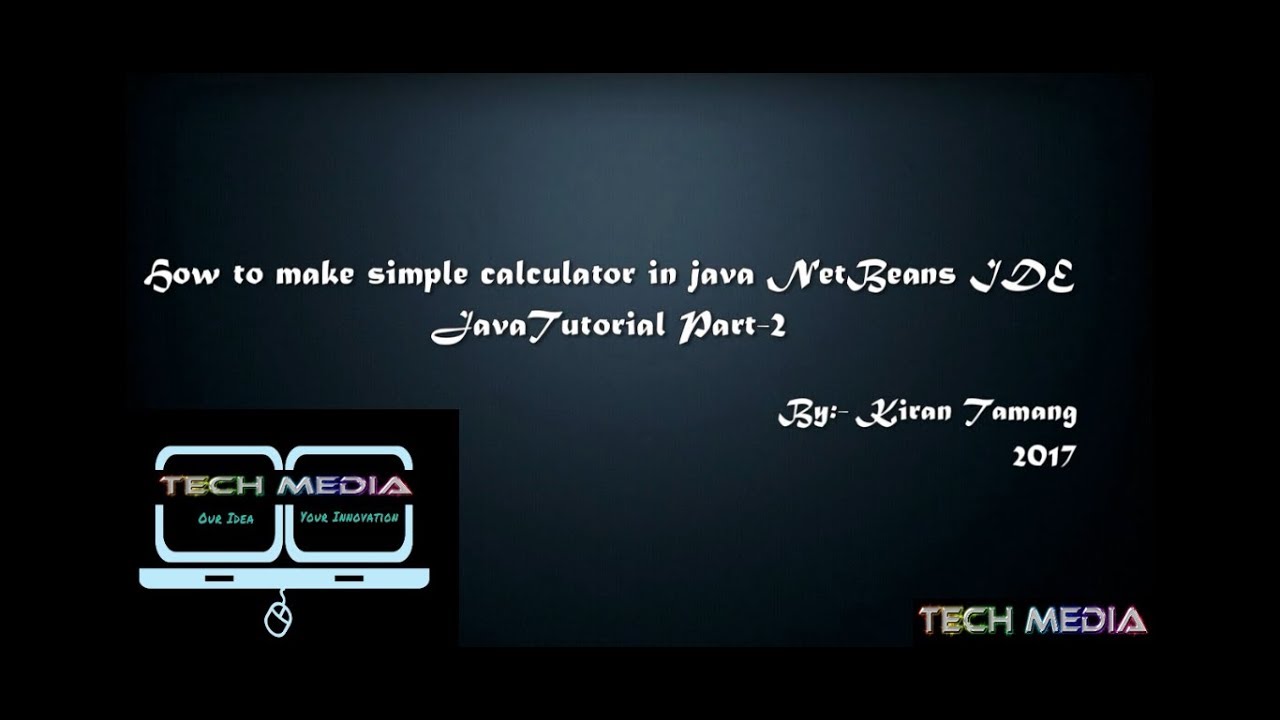 How to make simple calculator in java NetBeans IDE
JavaTutorial Part-2
By:- Kiran Tamang
2017
TECH MEDIA
Our Idea Your Innovation
TECH MEDIA